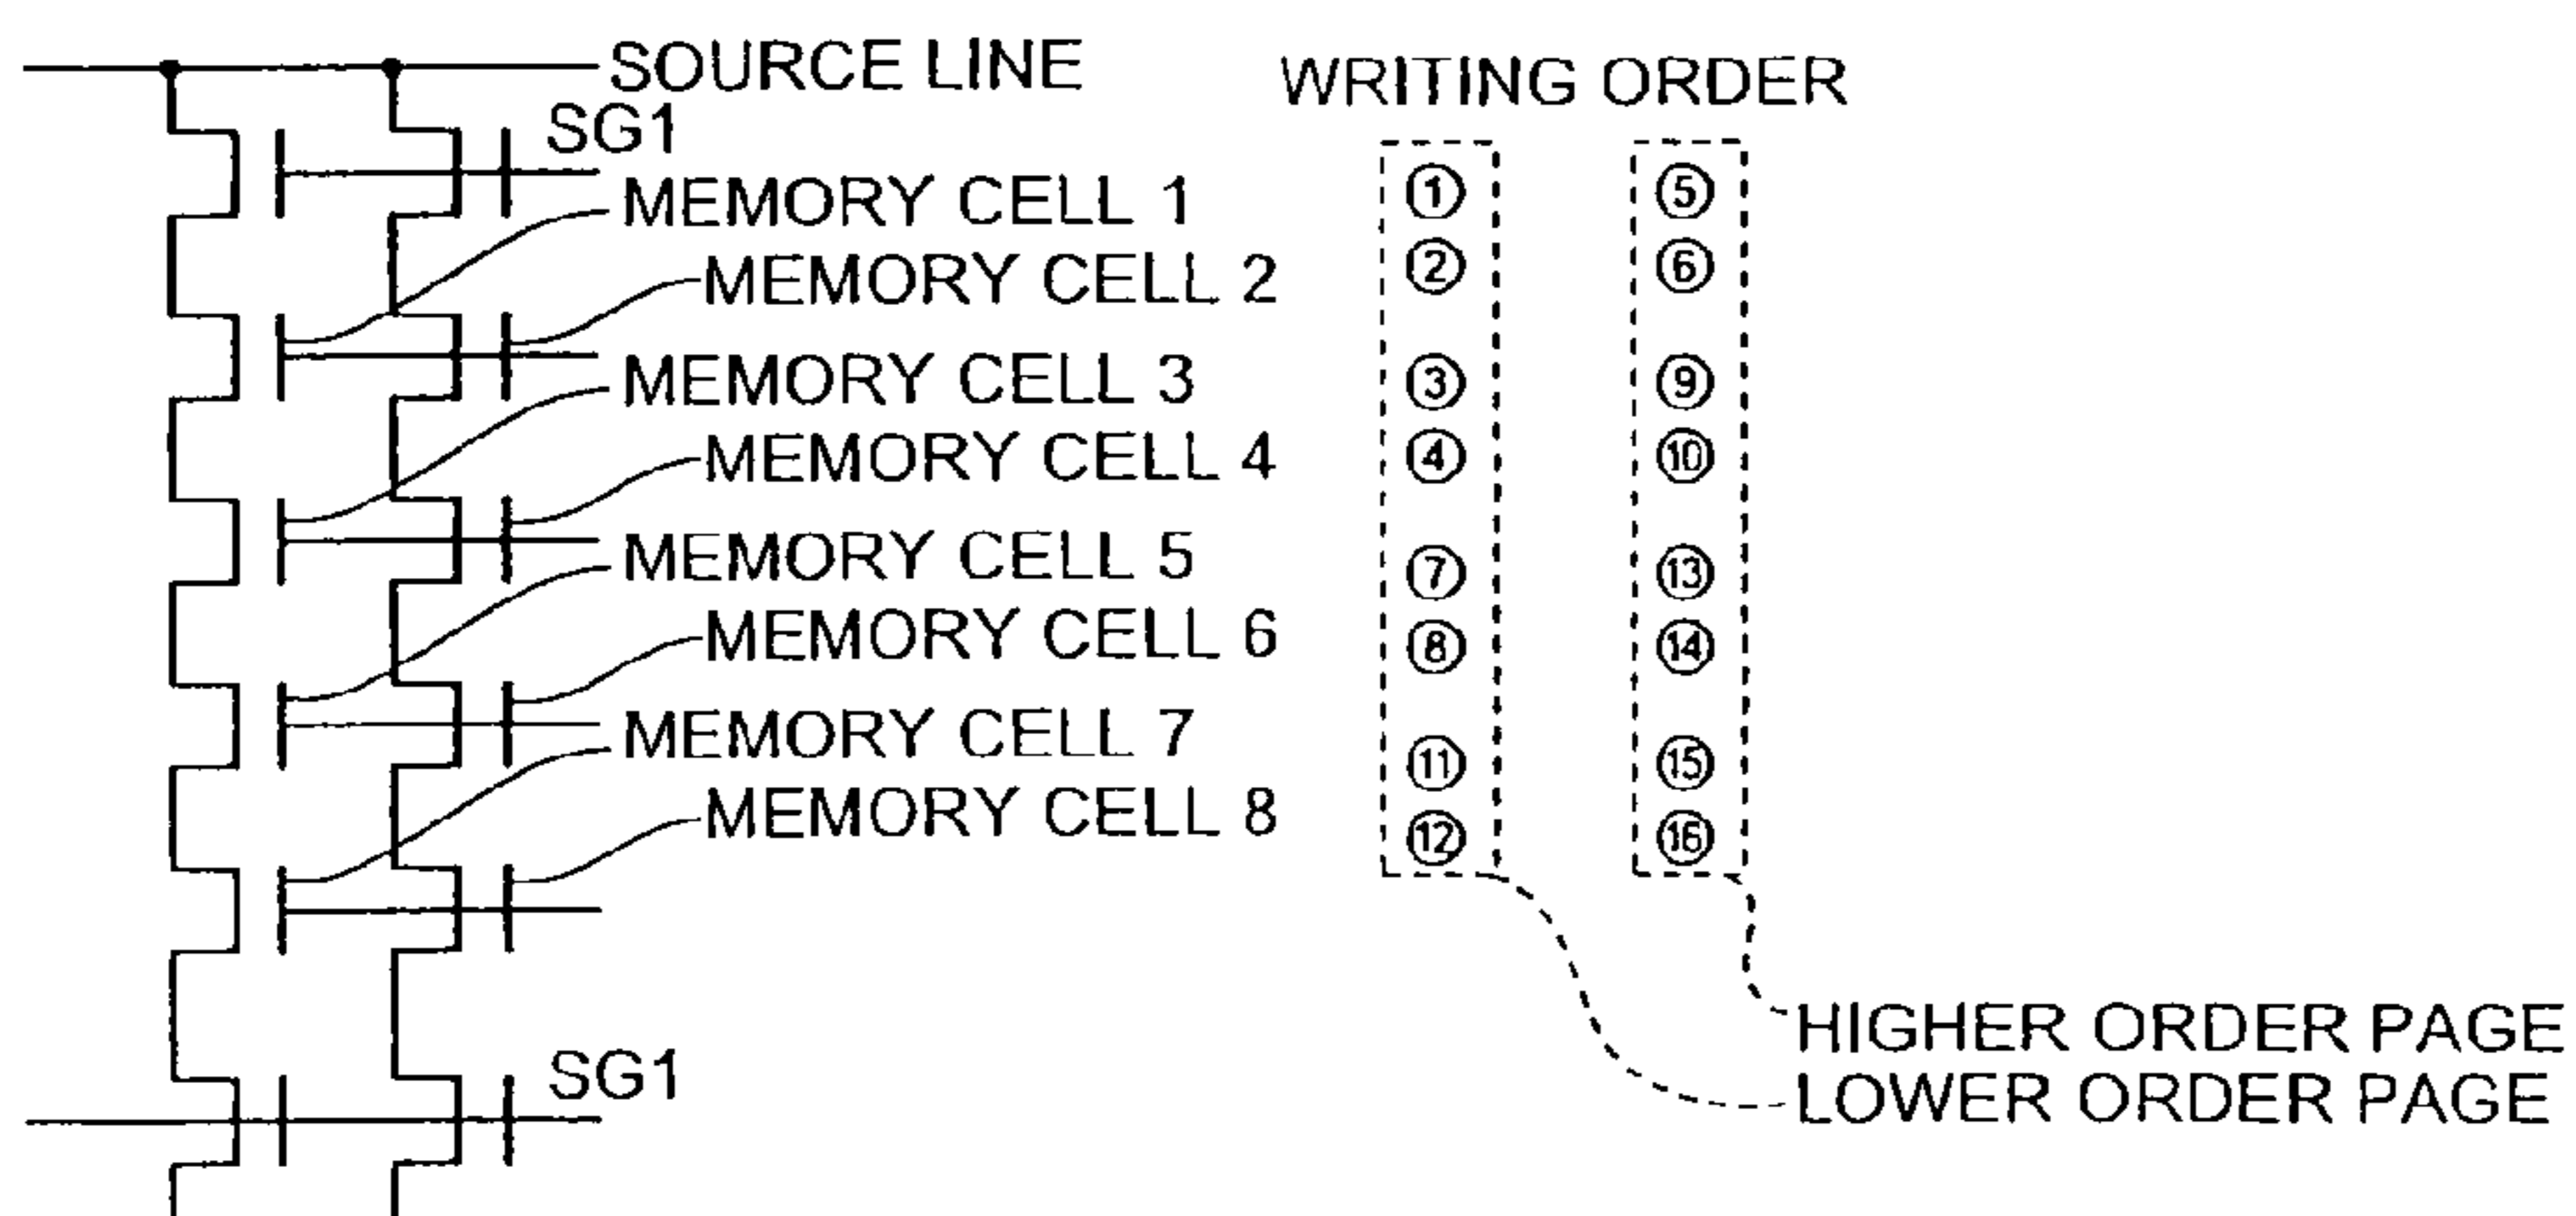 SOURCE LINE
SG1
MEMORY CELL 1
MEMORY CELL 2
MEMORY CELL 3
MEMORY CELL 4
MEMORY CELL 5
MEMORY CELL 6
MEMORY CELL 7
MEMORY CELL 8
SG1
WRITING ORDER
① ⑤
② ⑥
③ ⑨
④ ⑩
⑦ ⑬
⑧ ⑭
⑪ ⑮
⑫ ⑯
HIGHER ORDER PAGE
LOWER ORDER PAGE